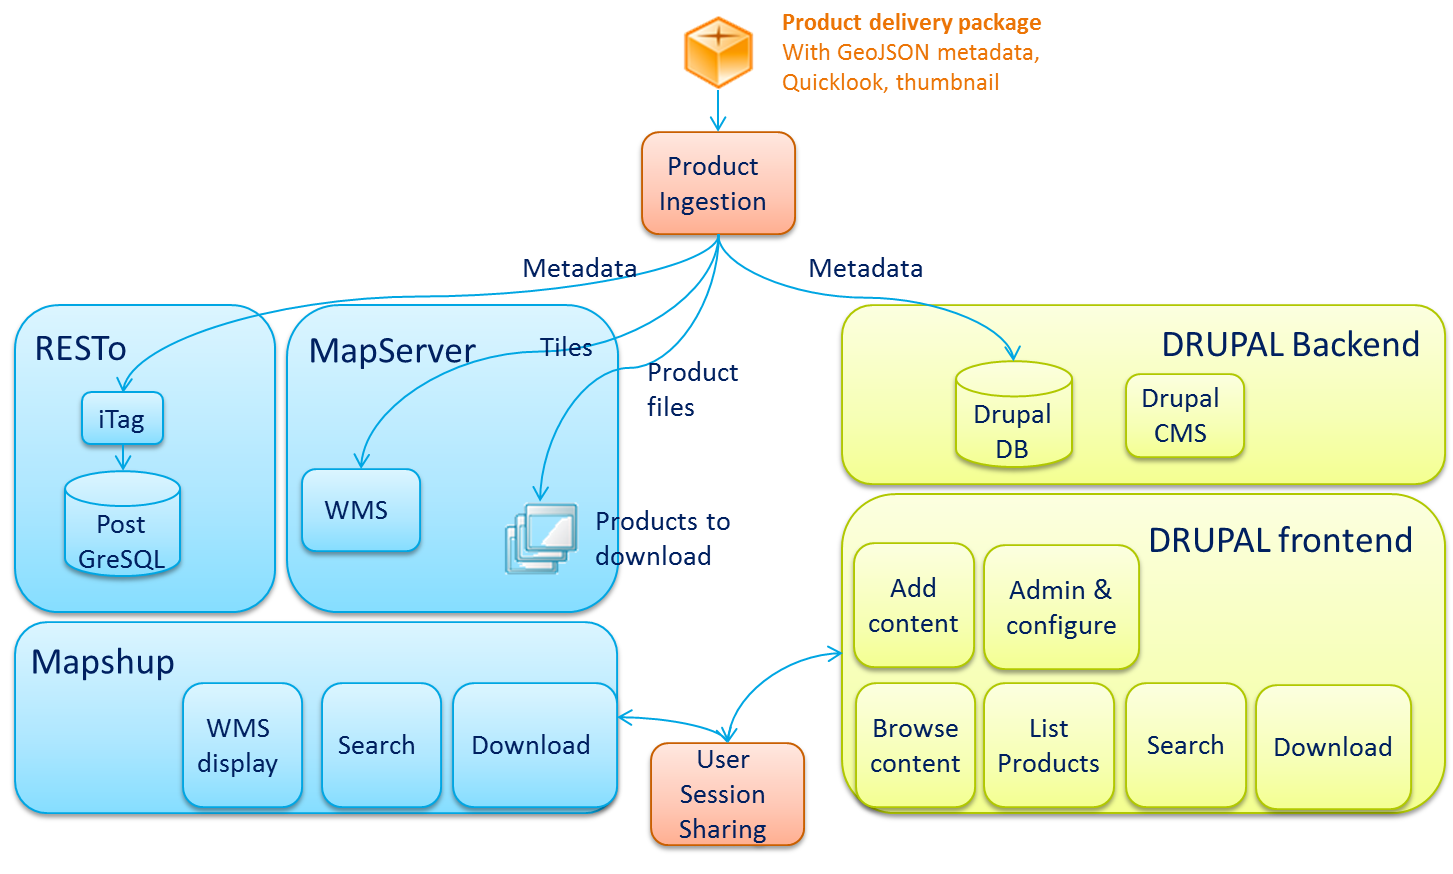 Product delivery package
With GeoJSON metadata,
Quicklook, thumbnail
Product
Ingestion
Metadata
Metadata
RESTo
iTag
Post
GreSQL
MapServer
Tiles
Product
files
WMS
Products to
download
DRUPAL Backend
Drupal
DB
Drupal
CMS
DRUPAL frontend
Add
content
Admin &
configure
Browse
content
List
Products
Search
Download
Mapshup
WMS
display
Search
Download
User
Session
Sharing